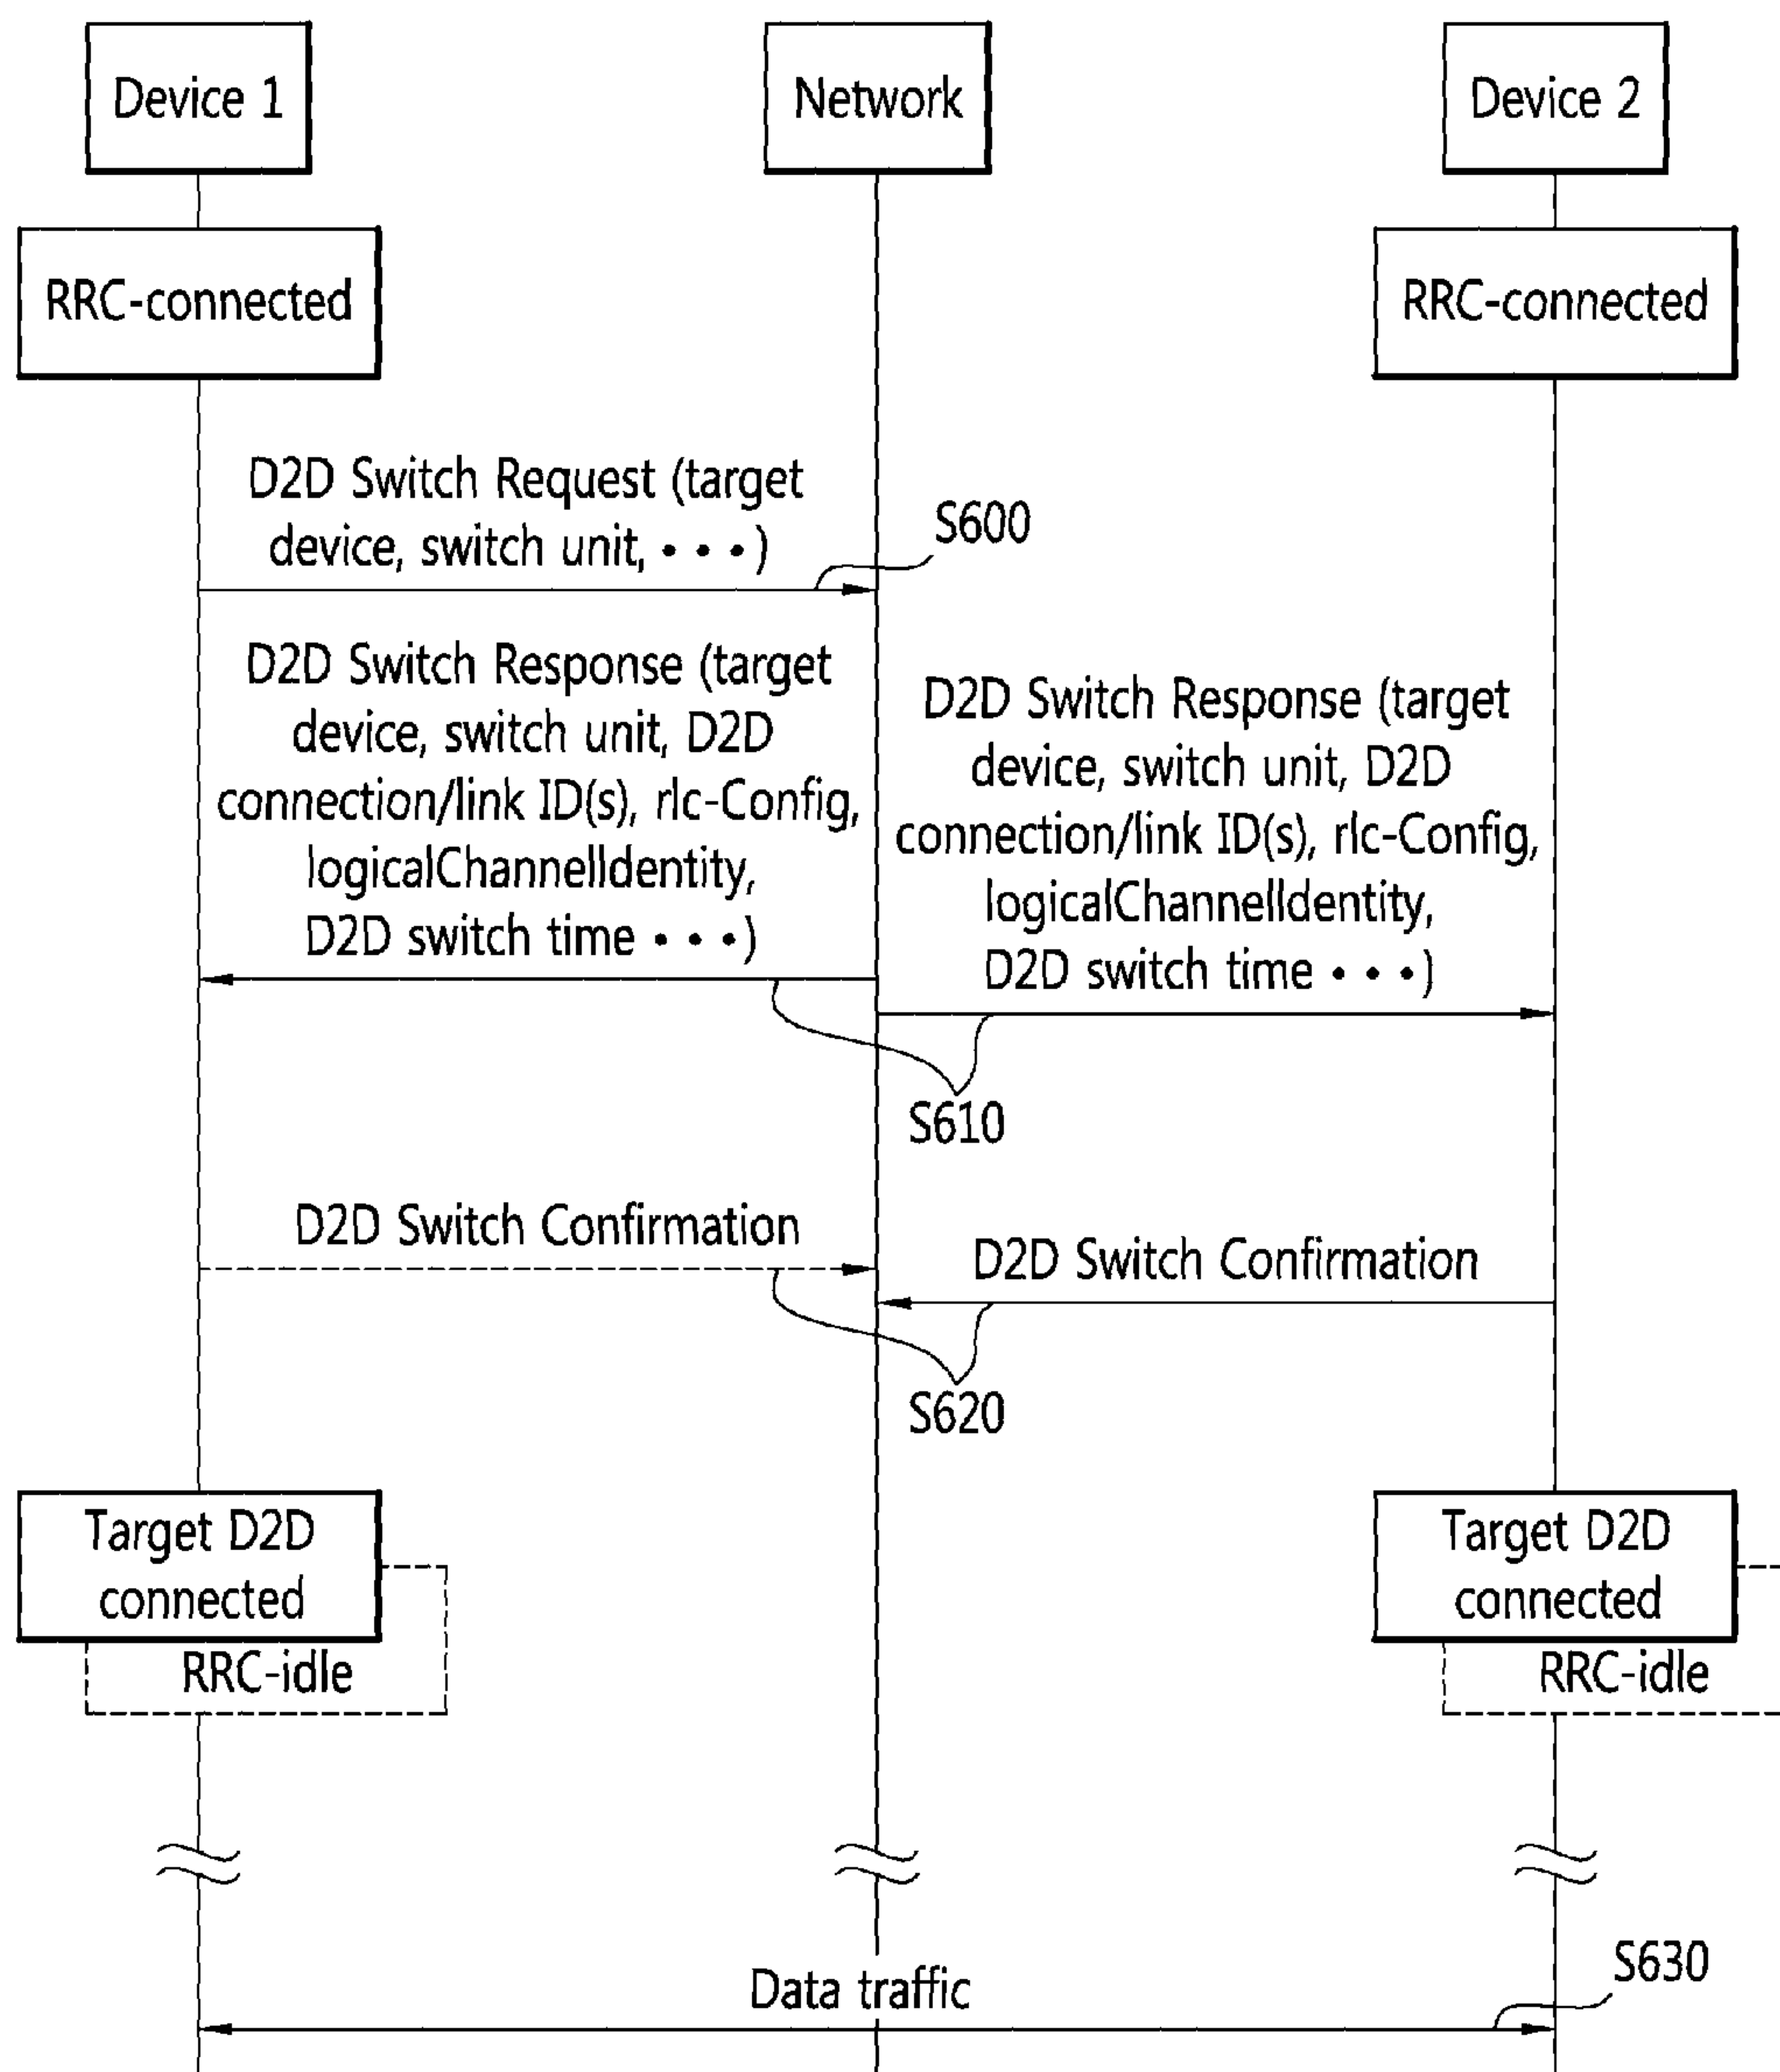 Device 1
Network
Device 2
RRC-connected
RRC-connected
D2D Switch Request (target
device, switch unit, • • •)
S600
D2D Switch Response (target
device, switch unit, D2D
connection/link ID(s), rlc-Config,
logicalChannelIdentity,
D2D switch time • • •)
D2D Switch Response (target
device, switch unit, D2D
connection/link ID(s), rlc-Config,
logicalChannelIdentity,
D2D switch time • • •)
S610
D2D Switch Confirmation
D2D Switch Confirmation
S620
Target D2D
connected
RRC-idle
Target D2D
connected
RRC-idle
S630
Data traffic